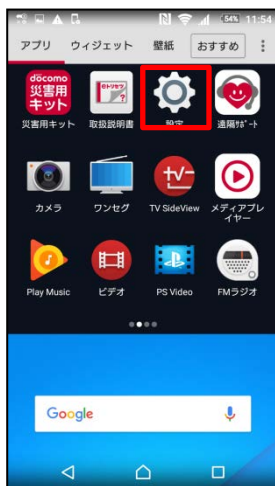 54% 11:54
アプリ ウィジェット 壁紙 おすすめ
döcomo
災害用
キット
災害用キット 取扱説明書 設定 遠隔サポート
カメラ ワンセグ TV SideView メディアプレ
イヤー
Play Music ビデオ PS Video FMラジオ
Google